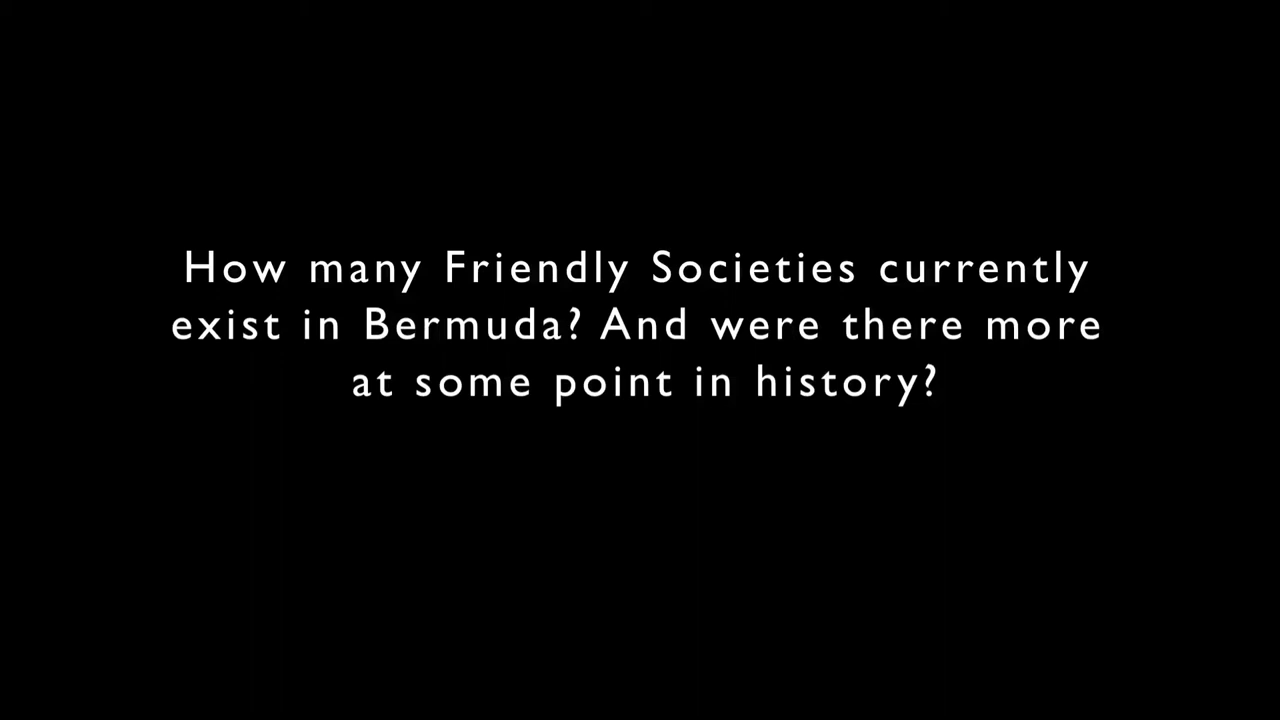 How many Friendly Societies currently
exist in Bermuda? And were there more
at some point in history?